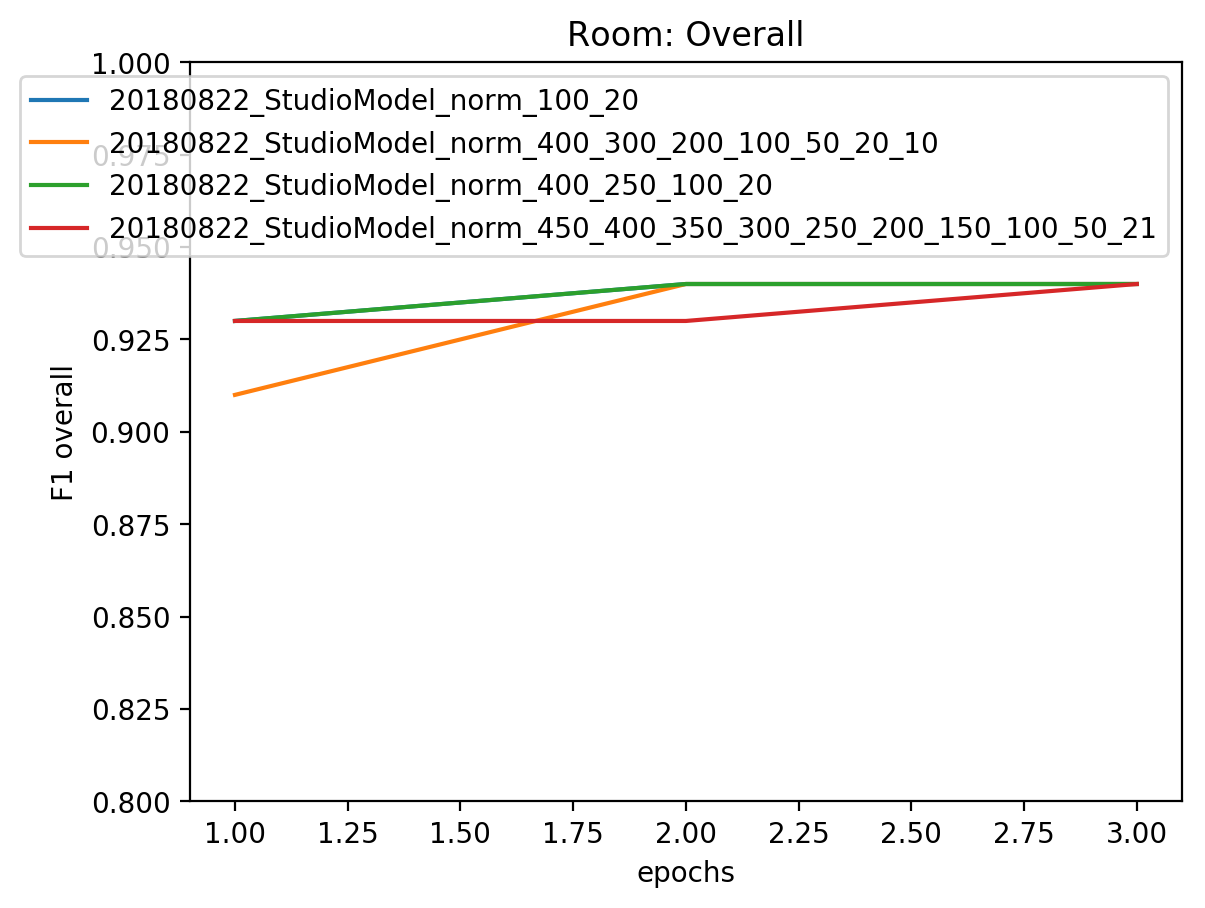 Room: Overall
1.000
20180822_StudioModel_norm_100_20
20180822_StudioModel_norm_400_300_200_100_50_20_10
0.975
20180822_StudioModel_norm_400_250_100_20
20180822_StudioModel_norm_450_400_350_300_250_200_150_100_50_21
0.950
0.925
F1 overall
0.900
0.875
0.850
0.825
0.800
1.00 1.25 1.50 1.75 2.00 2.25 2.50 2.75 3.00
epochs